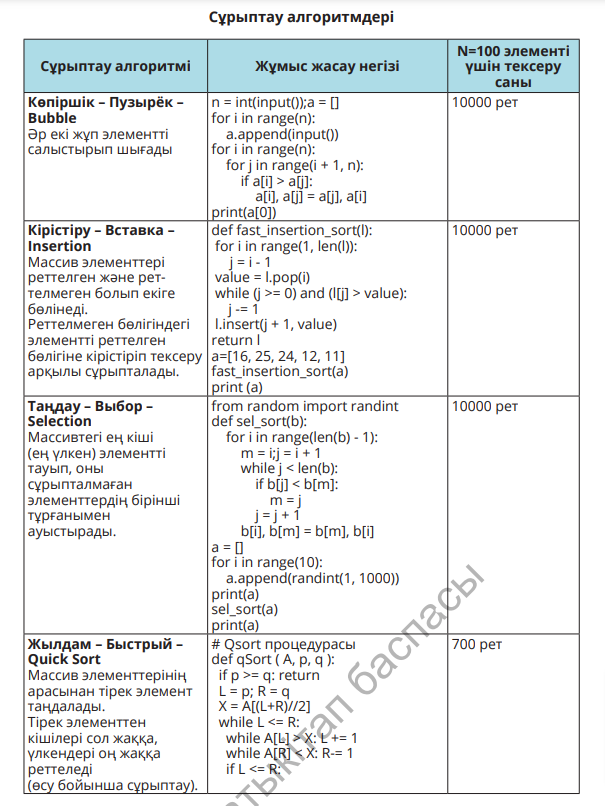 Сұрыптау алгоритмдері
Сұрыптау алгоритмі
Жұмыс жасау негізі
N=100 элементі
үшін тексеру
саны
Көпіршік – Пузырёк –
Bubble
Әр екі жұп элементті
салыстырып шығады
n = int(input());a = []
for i in range(n):
a.append(input())
for i in range(n):
for j in range(i + 1, n):
if a[i] > a[j]:
a[i], a[j] = a[j], a[i]
print(a[0])
10000 рет
Кірістіру – Вставка –
Insertion
Массив элементтері
реттелген және рет-
телмеген болып екіге
бөлінеді.
Реттелмеген бөлігіндегі
элементті реттелген
бөлігіне кірістіріп тексеру
арқылы сұрыпталады.
def fast_insertion_sort(l):
for i in range(1, len(l)):
j = i - 1
value = l.pop(i)
while (j >= 0) and (l[j] > value):
j -= 1
l.insert(j + 1, value)
return l
a=[16, 25, 24, 12, 11]
fast_insertion_sort(a)
print (a)
10000 рет
Таңдау – Выбор –
Selection
Массивтегі ең кіші
(ең үлкен) элементті
тауып, оны
сұрыпталмаған
элементтердің бірінші
тұрғанымен
ауыстырады.
from random import randint
def sel_sort(b):
for i in range(len(b) - 1):
m = i;j = i + 1
while j < len(b):
if b[j] < b[m]:
m = j
j = j + 1
b[i], b[m] = b[m], b[i]
a = []
for i in range(10):
a.append(randint(1, 1000))
print(a)
sel_sort(a)
print(a)
10000 рет
Жылдам – Быстрый –
Quick Sort
Массив элементтерінің
арасынан тірек элемент
таңдалады.
Тірек элементтен
кішілері сол жаққа,
үлкендері оң жаққа
реттеледі
(өсу бойынша сұрыптау).
# Qsort процедурасы
def qSort ( A, p, q ):
if p >= q: return
L = p; R = q
X = A[(L+R)//2]
while L <= R:
while A[L] > X: L += 1
while A[R] < X: R-= 1
if L <= R:
700 рет
баспасы